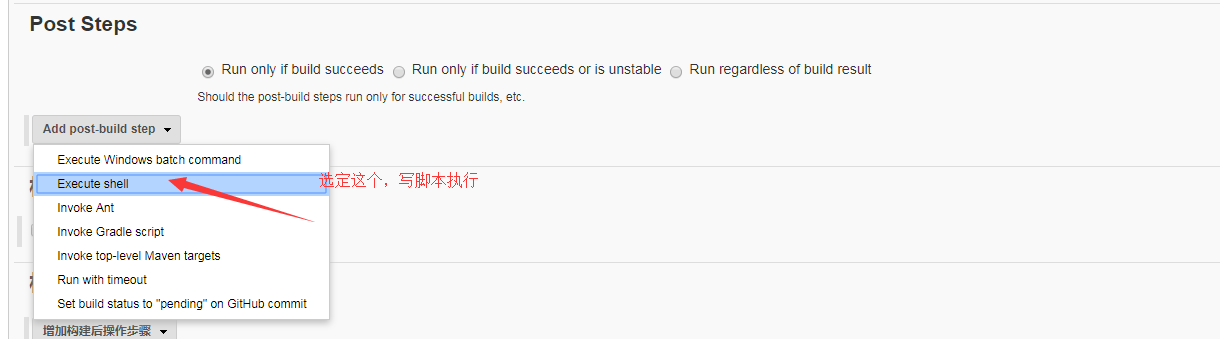 Post Steps
Run only if build succeeds Run only if build succeeds or is unstable Run regardless of build result
Should the post-build steps run only for successful builds, etc.
Add post-build step
Execute Windows batch command
Execute shell
选定这个，写脚本执行
Invoke Ant
Invoke Gradle script
Invoke top-level Maven targets
Run with timeout
Set build status to "pending" on GitHub commit
增加构建后操作步骤